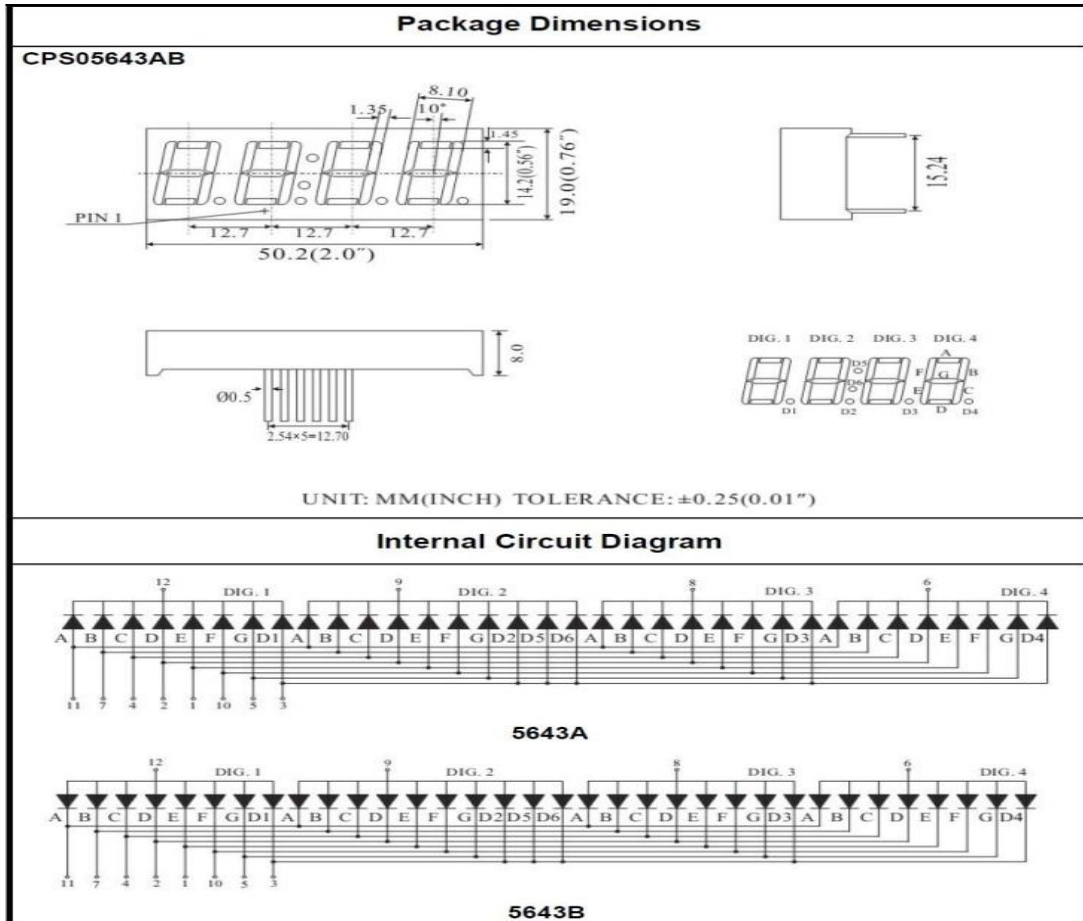 Package Dimensions
CPS05643AB
8.10
1.35 10°
1.45
14.2(0.56″)
19.0(0.76″)
PIN 1
12.7 12.7 12.7
50.2(2.0″)
15.24
8.0
Ø0.5
2.54×5=12.70
DIG. 1 DIG. 2 DIG. 3 DIG. 4
A
D5 F G B
D6 E C
D1 D2 D3 D D4
UNIT: MM(INCH) TOLERANCE: ±0.25(0.01″)
Internal Circuit Diagram
12 DIG. 1 9 DIG. 2 8 DIG. 3 6 DIG. 4
A B C D E F G D1 A B C D E F G D2 D5 D6 A B C D E F G D3 A B C D E F G D4
11 7 4 2 1 10 5 3
5643A
12 DIG. 1 9 DIG. 2 8 DIG. 3 6 DIG. 4
A B C D E F G D1 A B C D E F G D2 D5 D6 A B C D E F G D3 A B C D E F G D4
11 7 4 2 1 10 5 3
5643B